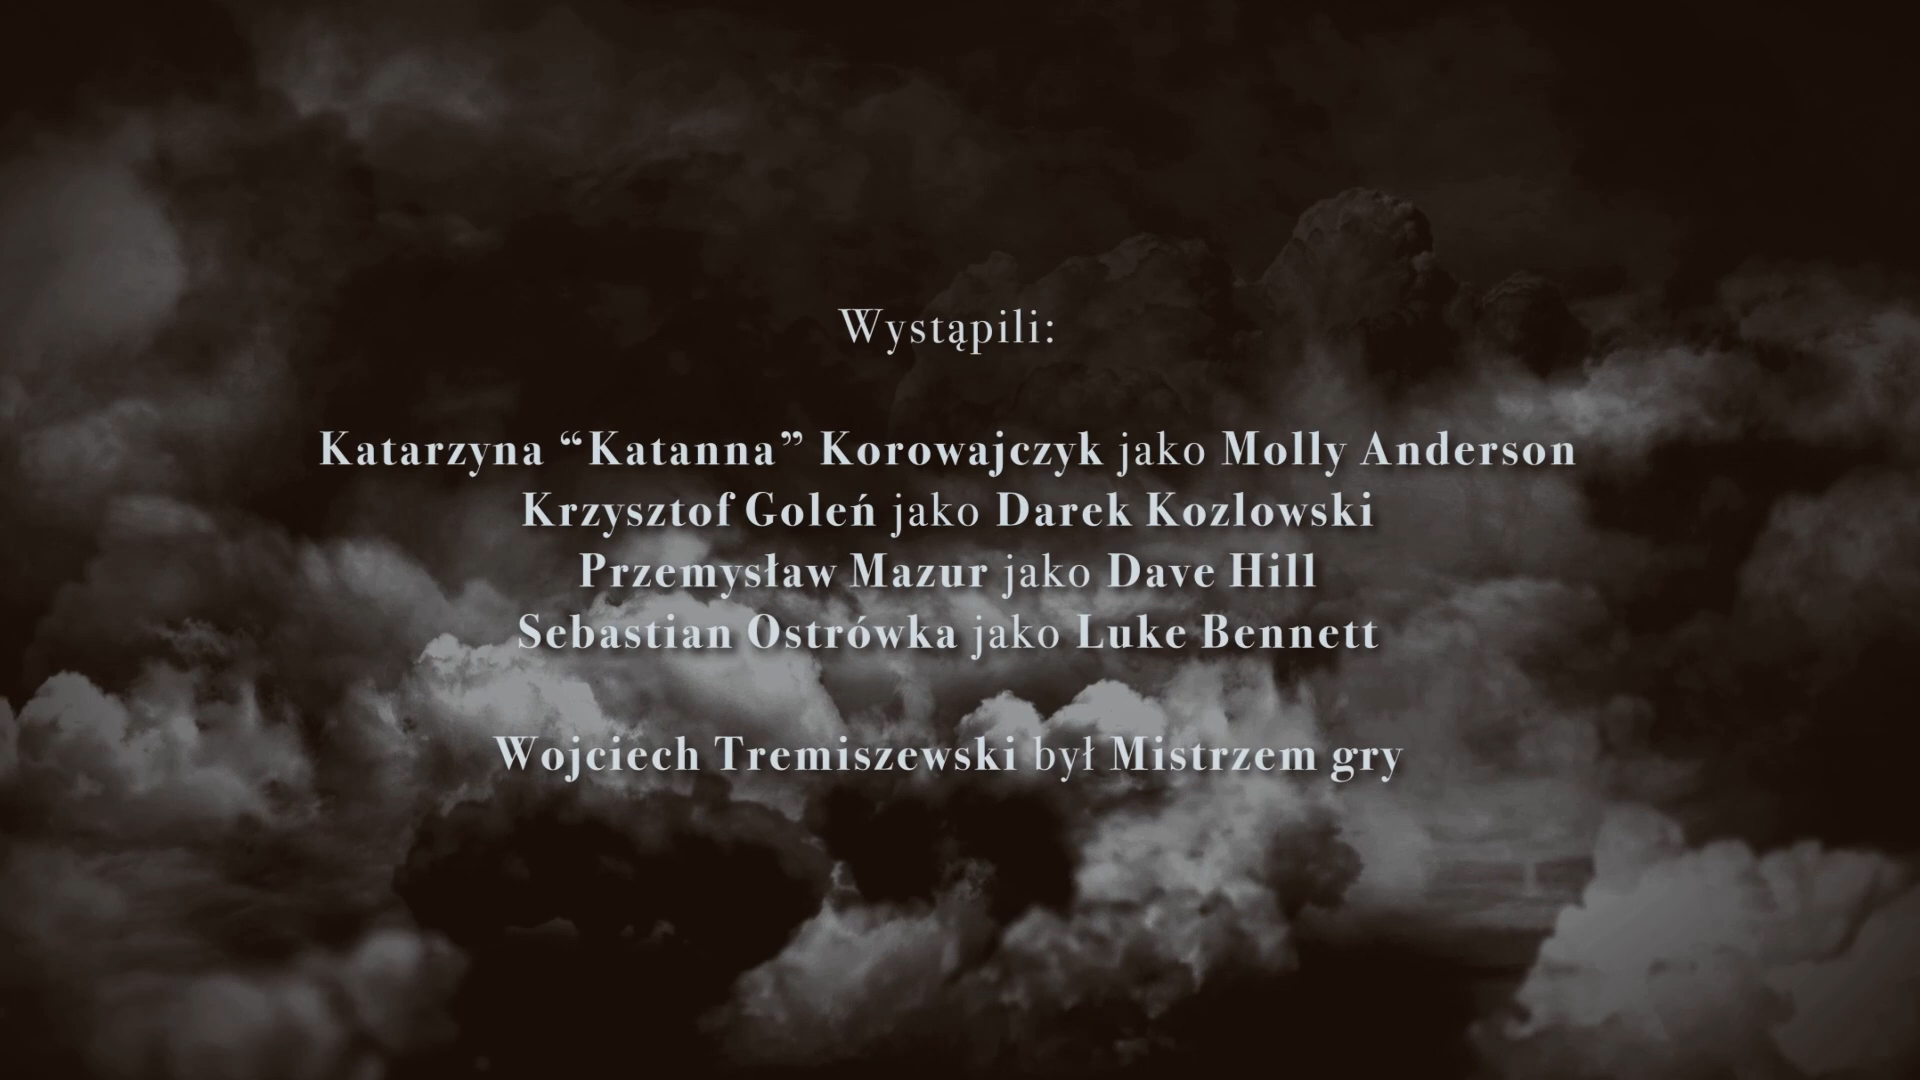 Wystąpili:
Katarzyna “Katanna” Korowajczyk jako Molly Anderson
Krzysztof Goleń jako Darek Kozlowski
Przemysław Mazur jako Dave Hill
Sebastian Ostrówka jako Luke Bennett
Wojciech Tremiszewski był Mistrzem gry